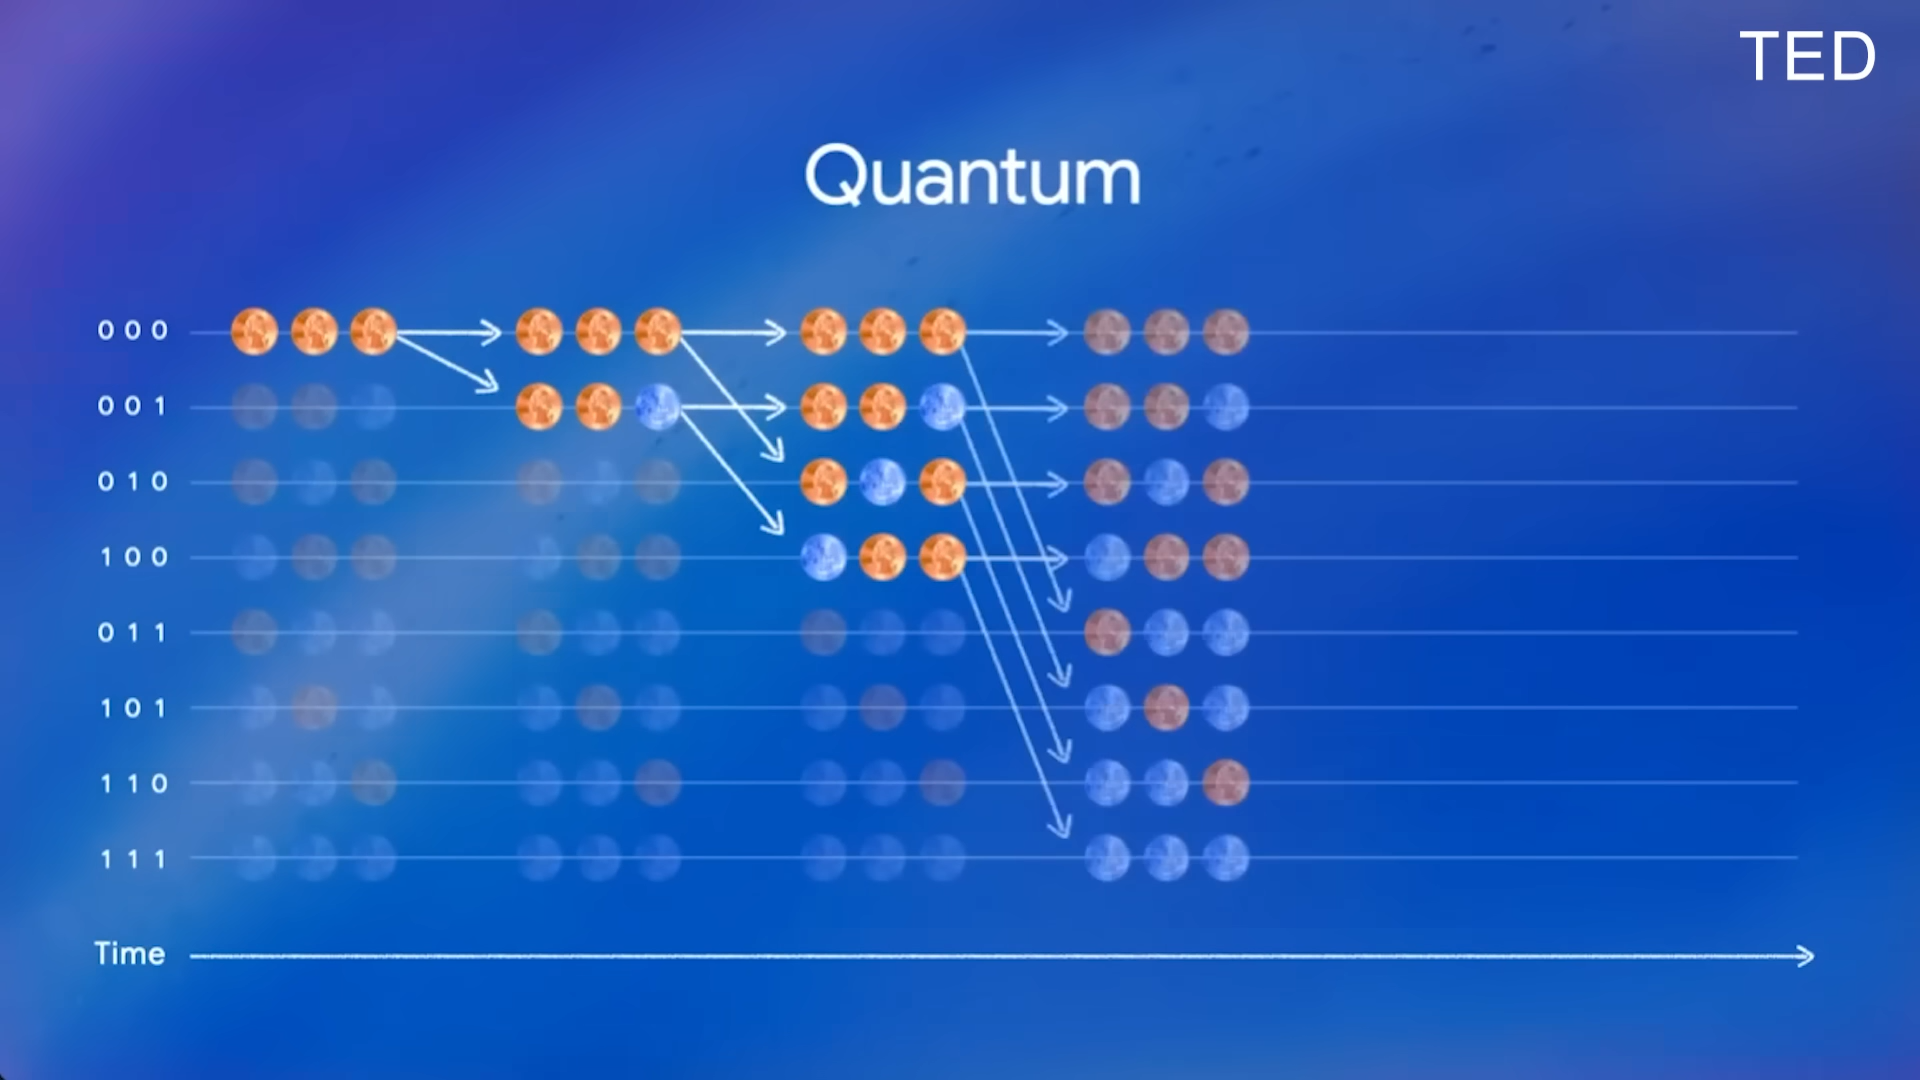 TED
Quantum
0 0 0
0 0 1
0 1 0
1 0 0
0 1 1
1 0 1
1 1 0
1 1 1
Time